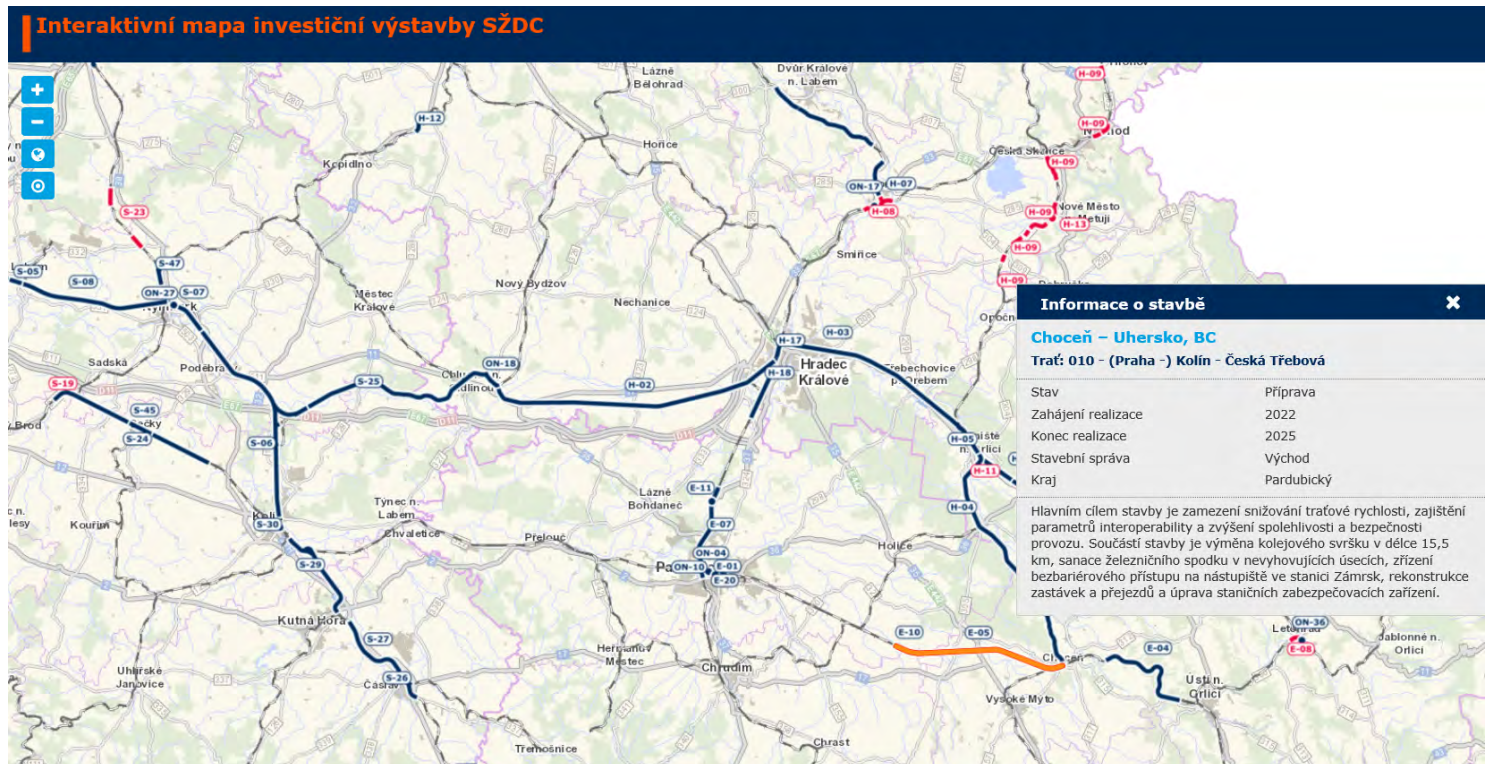 Interaktivní mapa investiční výstavby SŽDC
Lázně
Bělohrad
Dvůr Králové
n. Labem
H-09
H-12
H-09
Kopidlno
Hořice
Česká Skalice
H-09
ON-17
H-07
S-23
H-08
H-09
Nové Město
n. Metují
H-13
H-09
Smiřice
S-47
S-05
S-08
H-09
ON-27
S-07
Městec
Králové
Nový Bydžov
Nechanice
H-03
H-17
Sadská
Poděbra
ON-18
Hradec
Králové
Třebechovice
p. Orebem
H-18
S-19
S-25
H-02
S-45
S-24
S-06
H-05
H-11
E-11
Lázně
Bohdaneč
Týnec n.
Labem
H-04
Kouřim
S-30
E-07
Chvaletice
Přelouč
Holice
S-29
ON-04
ON-10
E-01
E-20
Kutná Hora
S-27
E-10
E-05
Choceň
E-04
ON-36
E-08
Letohrad
Jablonné n.
Orlicí
Heřmanův
Městec
Chrudim
Uhlířské
Janovice
Čáslav
S-26
Vysoké Mýto
Ústí n.
Orlicí
Třemošnice
Chrast
Informace o stavbě
Choceň – Uhersko, BC
Trať: 010 - (Praha -) Kolín - Česká Třebová
Stav Příprava
Zahájení realizace 2022
Konec realizace 2025
Stavební správa Východ
Kraj Pardubický
Hlavním cílem stavby je zamezení snižování traťové rychlosti, zajištění
parametrů interoperability a zvýšení spolehlivosti a bezpečnosti
provozu. Součástí stavby je výměna kolejového svršku v délce 15,5
km, sanace železničního spodku v nevyhovujících úsecích, zřízení
bezbariérového přístupu na nástupiště ve stanici Zámrsk, rekonstrukce
zastávek a přejezdů a úprava staničních zabezpečovacích zařízení.